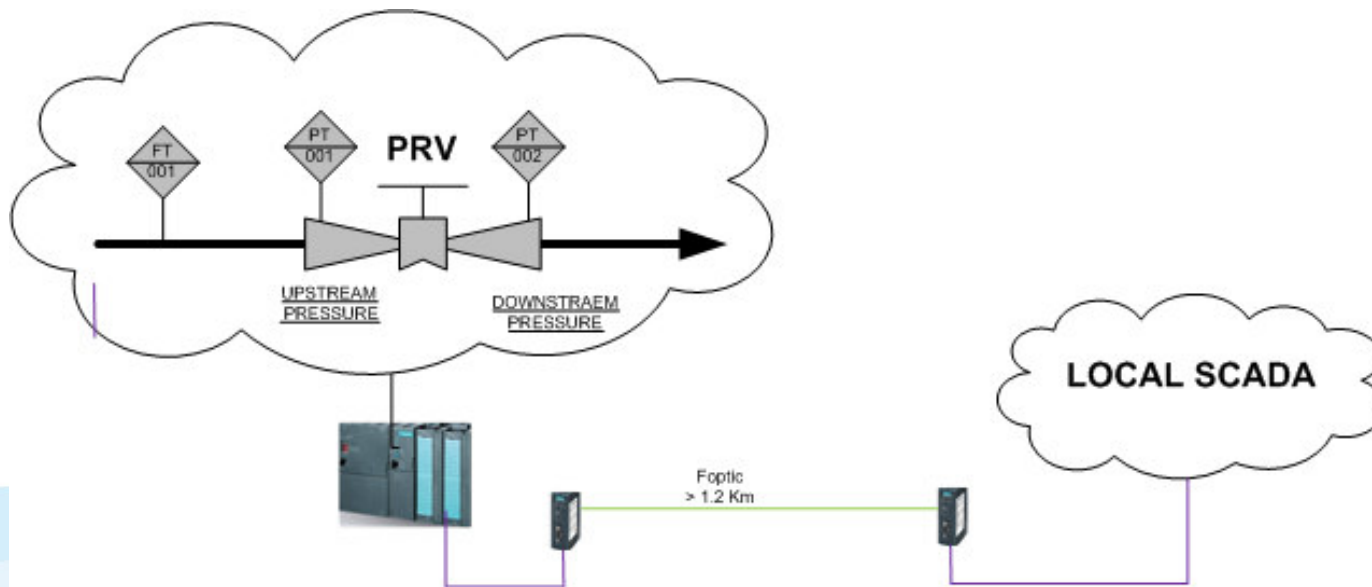 FT
001
PT
001
PRV
PT
002
UPSTREAM
PRESSURE
DOWNSTRAEM
PRESSURE
LOCAL SCADA
Foptic
> 1.2 Km